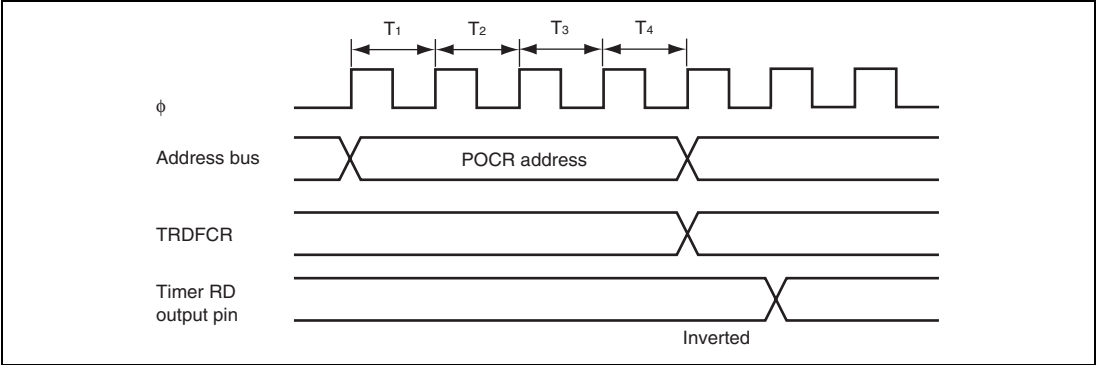 T1 T2 T3 T4
ϕ
Address bus
POCR address
TRDFCR
Timer RD
output pin
Inverted